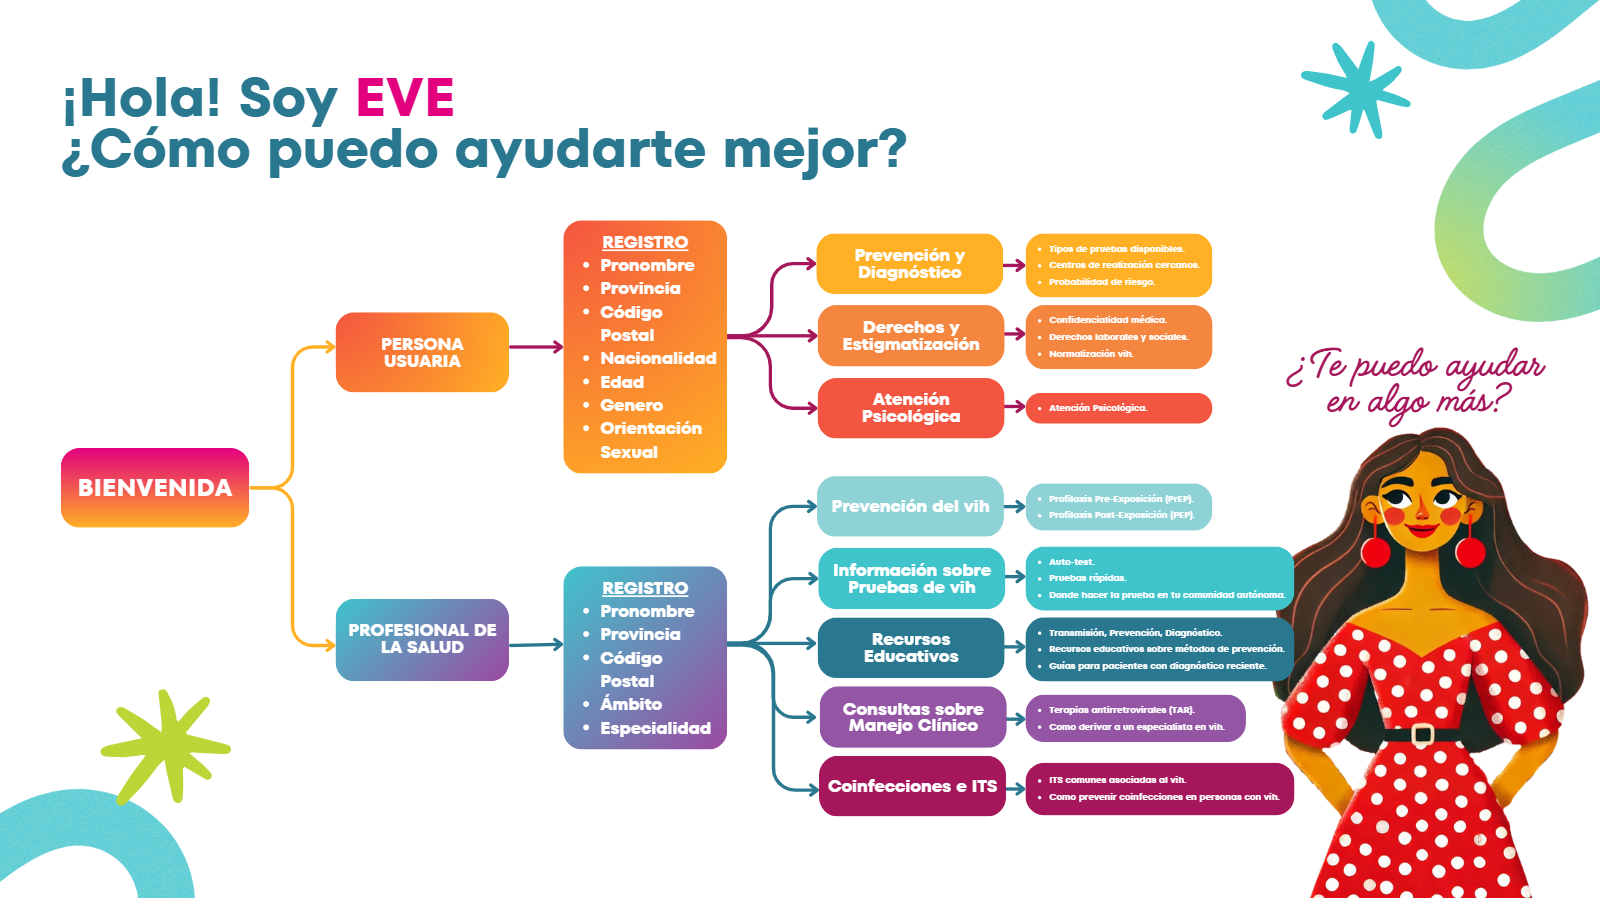 ¡Hola! Soy EVE
¿Cómo puedo ayudarte mejor?
BIENVENIDA
PERSONA
USUARIA
REGISTRO
• Pronombre
• Provincia
• Código
Postal
• Nacionalidad
• Edad
• Genero
• Orientación
Sexual
Prevención y
Diagnóstico
• Tipos de pruebas disponibles.
• Centros de realización cercanos.
• Probabilidad de riesgo.
Derechos y
Estigmatización
• Confidencialidad médica.
• Derechos laborales y sociales.
• Normalización vih.
Atención
Psicológica
• Atención Psicológica.
PROFESIONAL DE
LA SALUD
REGISTRO
• Pronombre
• Provincia
• Código
Postal
• Ámbito
• Especialidad
Prevención del vih
• Profilaxis Pre-Exposición (PrEP).
• Profilaxis Post-Exposición (PEP).
Información sobre
Pruebas de vih
• Auto-test.
• Pruebas rápidas.
• Donde hacer la prueba en tu comunidad autónoma.
Recursos
Educativos
• Transmisión, Prevención, Diagnóstico.
• Recursos educativos sobre métodos de prevención.
• Guías para pacientes con diagnóstico reciente.
Consultas sobre
Manejo Clínico
• Terapias antirretrovirales (TAR).
• Como derivar a un especialista en vih.
Coinfecciones e ITS
• ITS comunes asociadas al vih.
• Como prevenir coinfecciones en personas con vih.
¿Te puedo ayudar
en algo más?